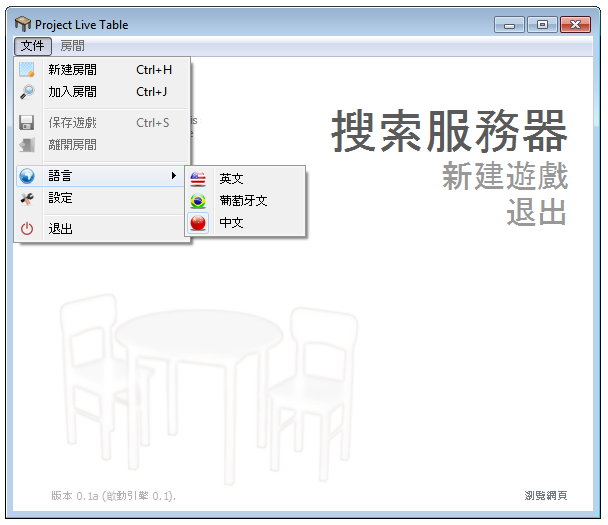 Project Live Table
文件 房間
新建房間 Ctrl+H
加入房間 Ctrl+J
保存遊戲 Ctrl+S
離開房間
語言
設定
退出
英文
葡萄牙文
中文
搜索服務器
新建遊戲
退出
版本 0.1a (啟動引擎 0.1).
瀏覽網頁